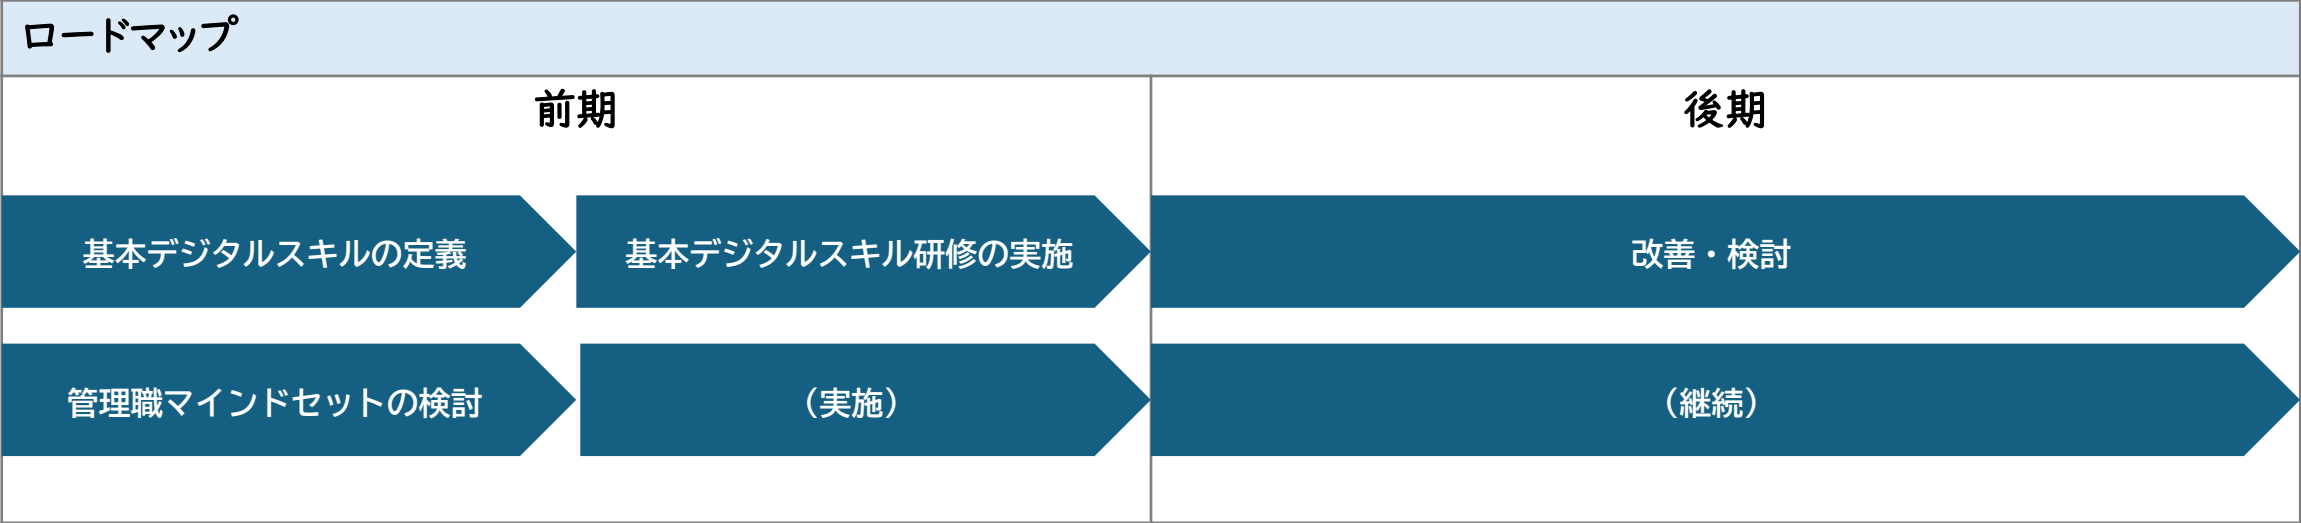 ロードマップ
前期
後期
基本デジタルスキルの定義
基本デジタルスキル研修の実施
改善・検討
管理職マインドセットの検討
（実施）
（継続）